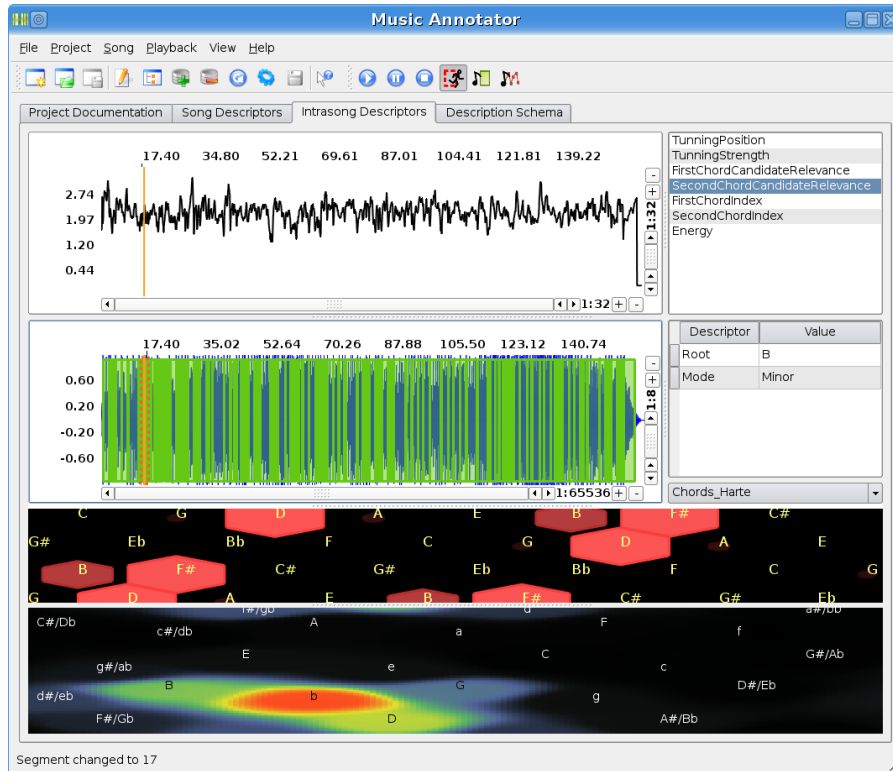 Music Annotator
File Project Song Playback View Help
Project Documentation Song Descriptors Intrasong Descriptors Description Schema
17.40 34.80 52.21 69.61 87.01 104.41 121.81 139.22
2.74
1.97
1.20
0.44
1:32
1:32
TunningPosition
TunningStrength
FirstChordCandidateRelevance
SecondChordCandidateRelevance
FirstChordIndex
SecondChordIndex
Energy
17.40 35.02 52.64 70.26 87.88 105.50 123.12 140.74
0.60
0.20
-0.20
-0.60
1:8
1:65536
Descriptor Value
Root B
Mode Minor
Chords_Harte
C G D A E B F# C#
G# Eb Bb F C G D A E
B F# C# G# Eb Bb F C G
G D A E B F# C# G# Eb
f#/gb d a#/bb
C#/Db A F
c#/db a f
E C G#/Ab
g#/ab e c
B G D#/Eb
d#/eb b g
F#/Gb D A#/Bb
Segment changed to 17